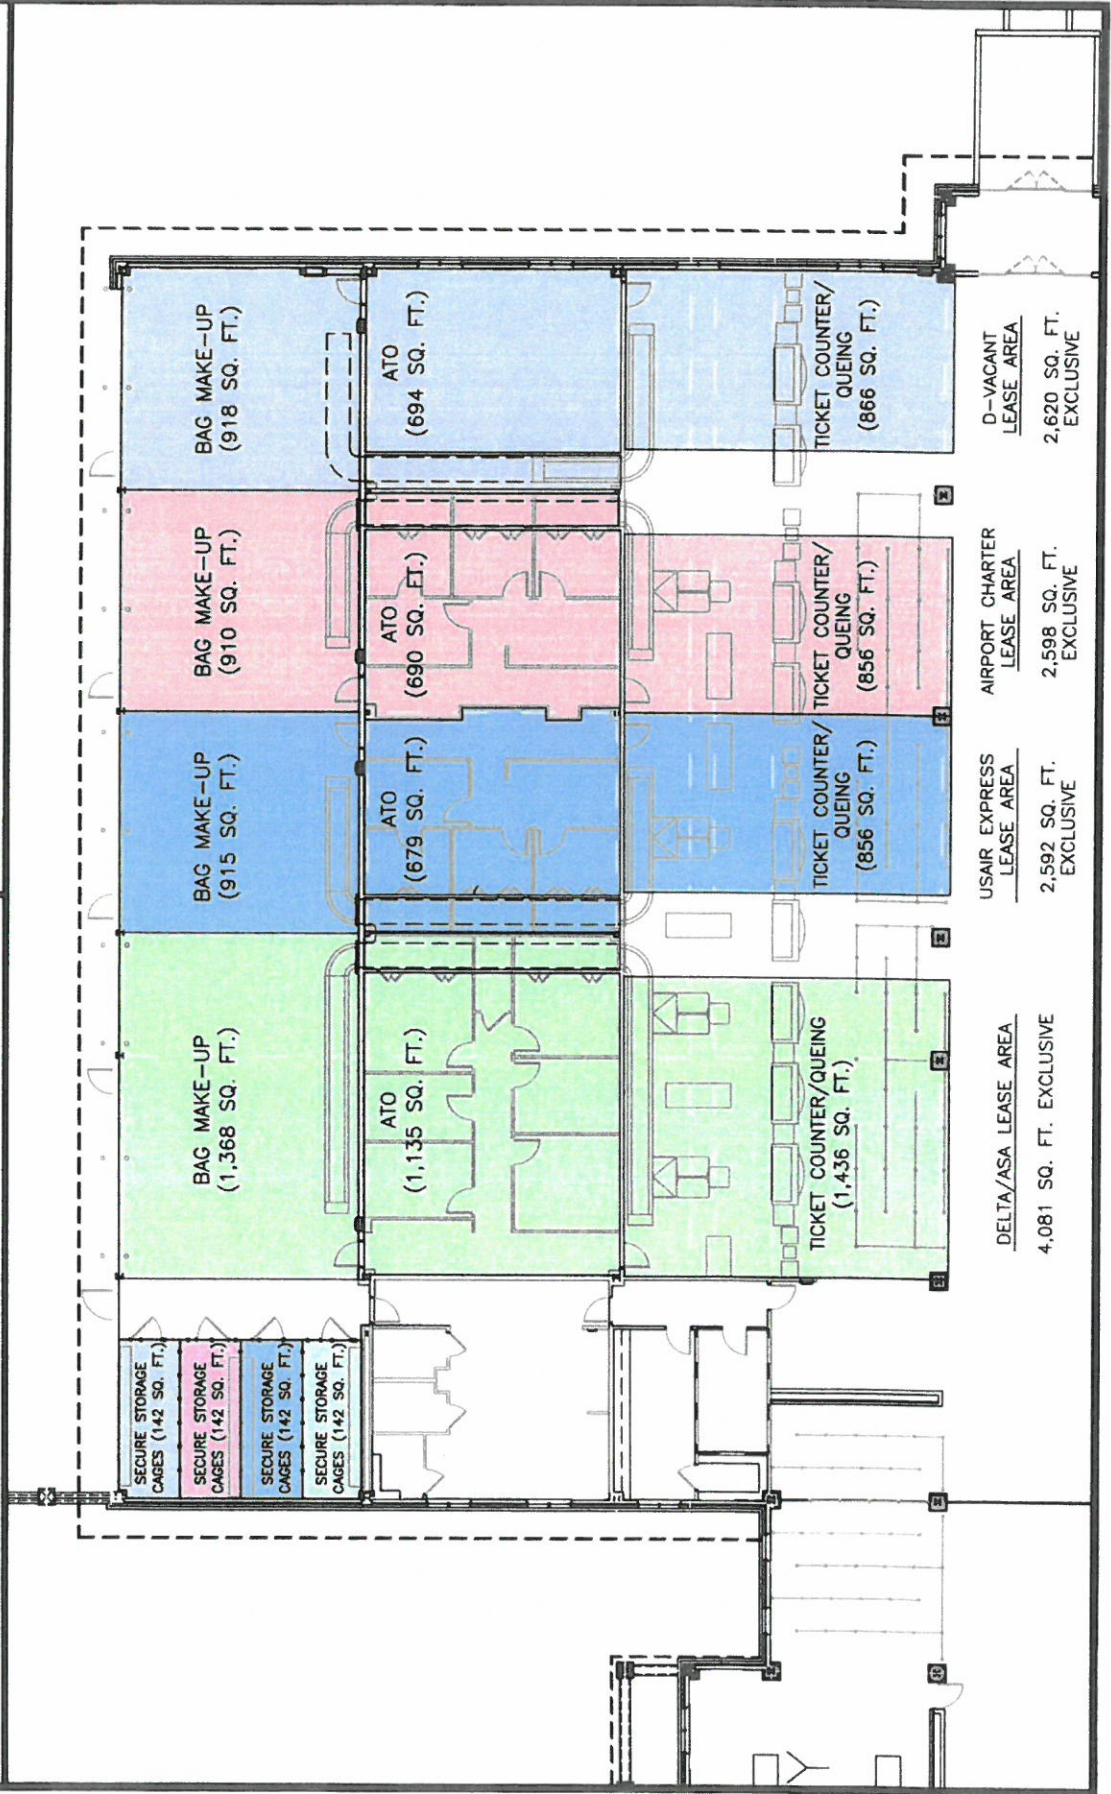 SECURE STORAGE
CAGES (142 SQ. FT.)
SECURE STORAGE
CAGES (142 SQ. FT.)
SECURE STORAGE
CAGES (142 SQ. FT.)
SECURE STORAGE
CAGES (142 SQ. FT.)
BAG MAKE-UP
(1,368 SQ. FT.)
BAG MAKE-UP
(915 SQ. FT.)
BAG MAKE-UP
(910 SQ. FT.)
BAG MAKE-UP
(918 SQ. FT.)
ATO
(1,135 SQ. FT.)
ATO
(679 SQ. FT.)
ATO
(690 SQ. FT.)
ATO
(694 SQ. FT.)
TICKET COUNTER/QUEING
(1,436 SQ. FT.)
TICKET COUNTER/
QUEING
(856 SQ. FT.)
TICKET COUNTER/
QUEING
(856 SQ. FT.)
TICKET COUNTER/
QUEING
(866 SQ. FT.)
DELTA/ASA LEASE AREA
4,081 SQ. FT. EXCLUSIVE
USAIR EXPRESS
LEASE AREA
2,592 SQ. FT.
EXCLUSIVE
AIRPORT CHARTER
LEASE AREA
2,598 SQ. FT.
EXCLUSIVE
D-VACANT
LEASE AREA
2,620 SQ. FT.
EXCLUSIVE